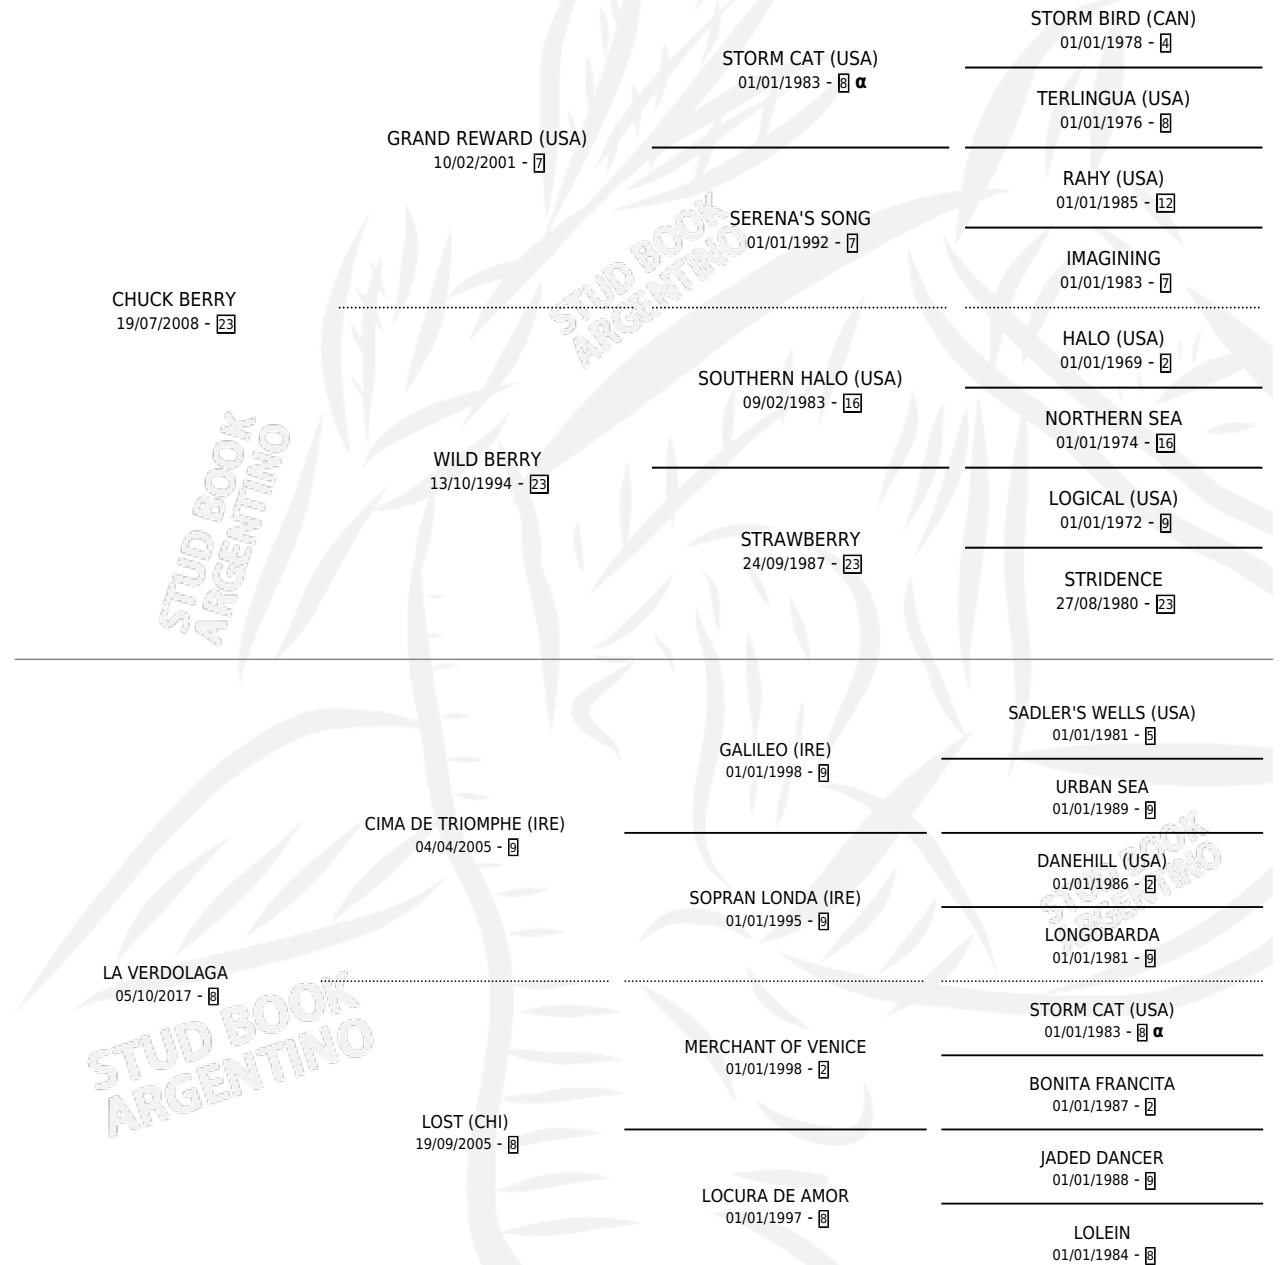 STORM BIRD (CAN)
01/01/1978 - 4
STORM CAT (USA)
01/01/1983 - 8 α
TERLINGUA (USA)
01/01/1976 - 8
GRAND REWARD (USA)
10/02/2001 - 7
RAHY (USA)
01/01/1985 - 12
SERENA'S SONG
01/01/1992 - 7
IMAGINING
01/01/1983 - 7
CHUCK BERRY
19/07/2008 - 23
HALO (USA)
01/01/1969 - 2
SOUTHERN HALO (USA)
09/02/1983 - 16
NORTHERN SEA
01/01/1974 - 16
WILD BERRY
13/10/1994 - 23
LOGICAL (USA)
01/01/1972 - 9
STRAWBERRY
24/09/1987 - 23
STRIDENCE
27/08/1980 - 23
SADLER'S WELLS (USA)
01/01/1981 - 5
GALILEO (IRE)
01/01/1998 - 9
URBAN SEA
01/01/1989 - 9
CIMA DE TRIOMPHE (IRE)
04/04/2005 - 9
DANEHILL (USA)
01/01/1986 - 2
SOPRAN LONDA (IRE)
01/01/1995 - 9
LONGOBARDA
01/01/1981 - 9
LA VERDOLAGA
05/10/2017 - 8
STORM CAT (USA)
01/01/1983 - 8 α
MERCHANT OF VENICE
01/01/1998 - 2
BONITA FRANCITA
01/01/1987 - 2
LOST (CHI)
19/09/2005 - 8
JADED DANCER
01/01/1988 - 9
LOCURA DE AMOR
01/01/1997 - 8
LOLEIN
01/01/1984 - 8
STUD BOOK
ARGENTINO
STUD BOOK
ARGENTINO
STUD BOOK
ARGENTINO
STUD BOOK
ARGENTINO